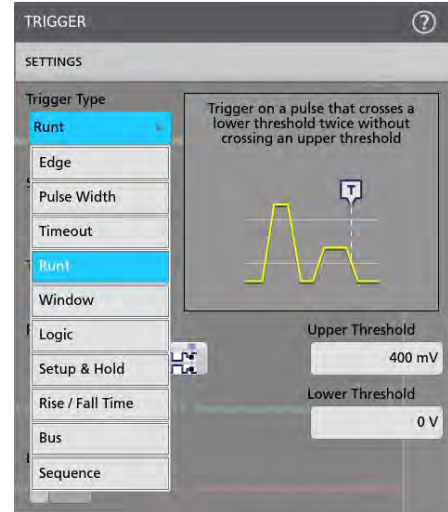 TRIGGER
?
SETTINGS
Trigger Type
Runt
Edge
Pulse Width
Timeout
Runt
Window
Logic
Setup & Hold
Rise / Fall Time
Bus
Sequence
Trigger on a pulse that crosses a
lower threshold twice without
crossing an upper threshold
T
Upper Threshold
400 mV
Lower Threshold
0 V